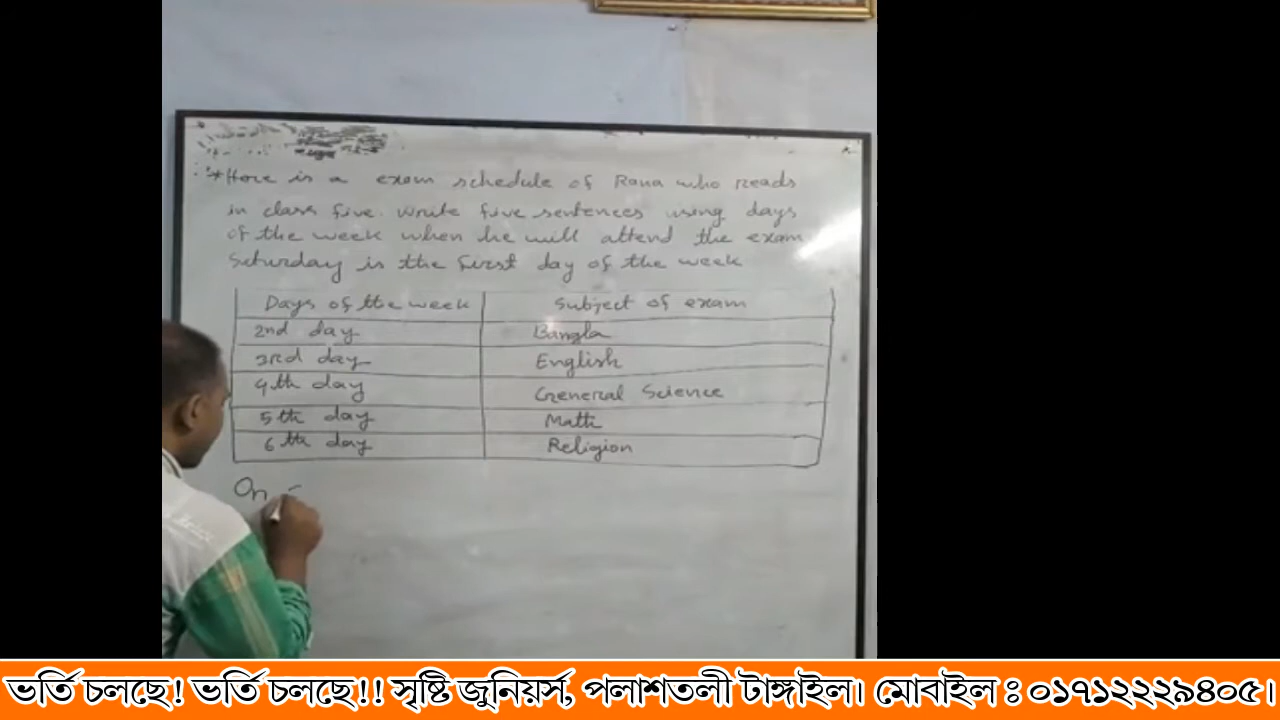 * Here is a exam schedule of Rana who reads
in class five. Write five sentences using days
of the week when he will attend the exam
Saturday is the first day of the week
Days of the week Subject of exam
2nd day Bangla
3rd day English
4th day General Science
5th day Math
6th day Religion
On
ভর্তি চলছে! ভর্তি চলছে!! সৃষ্টি জুনিয়র্স, পলাশতলী টাঙ্গাইল। মোবাইল ঃ ০১৭১২২২৯৪০৫।